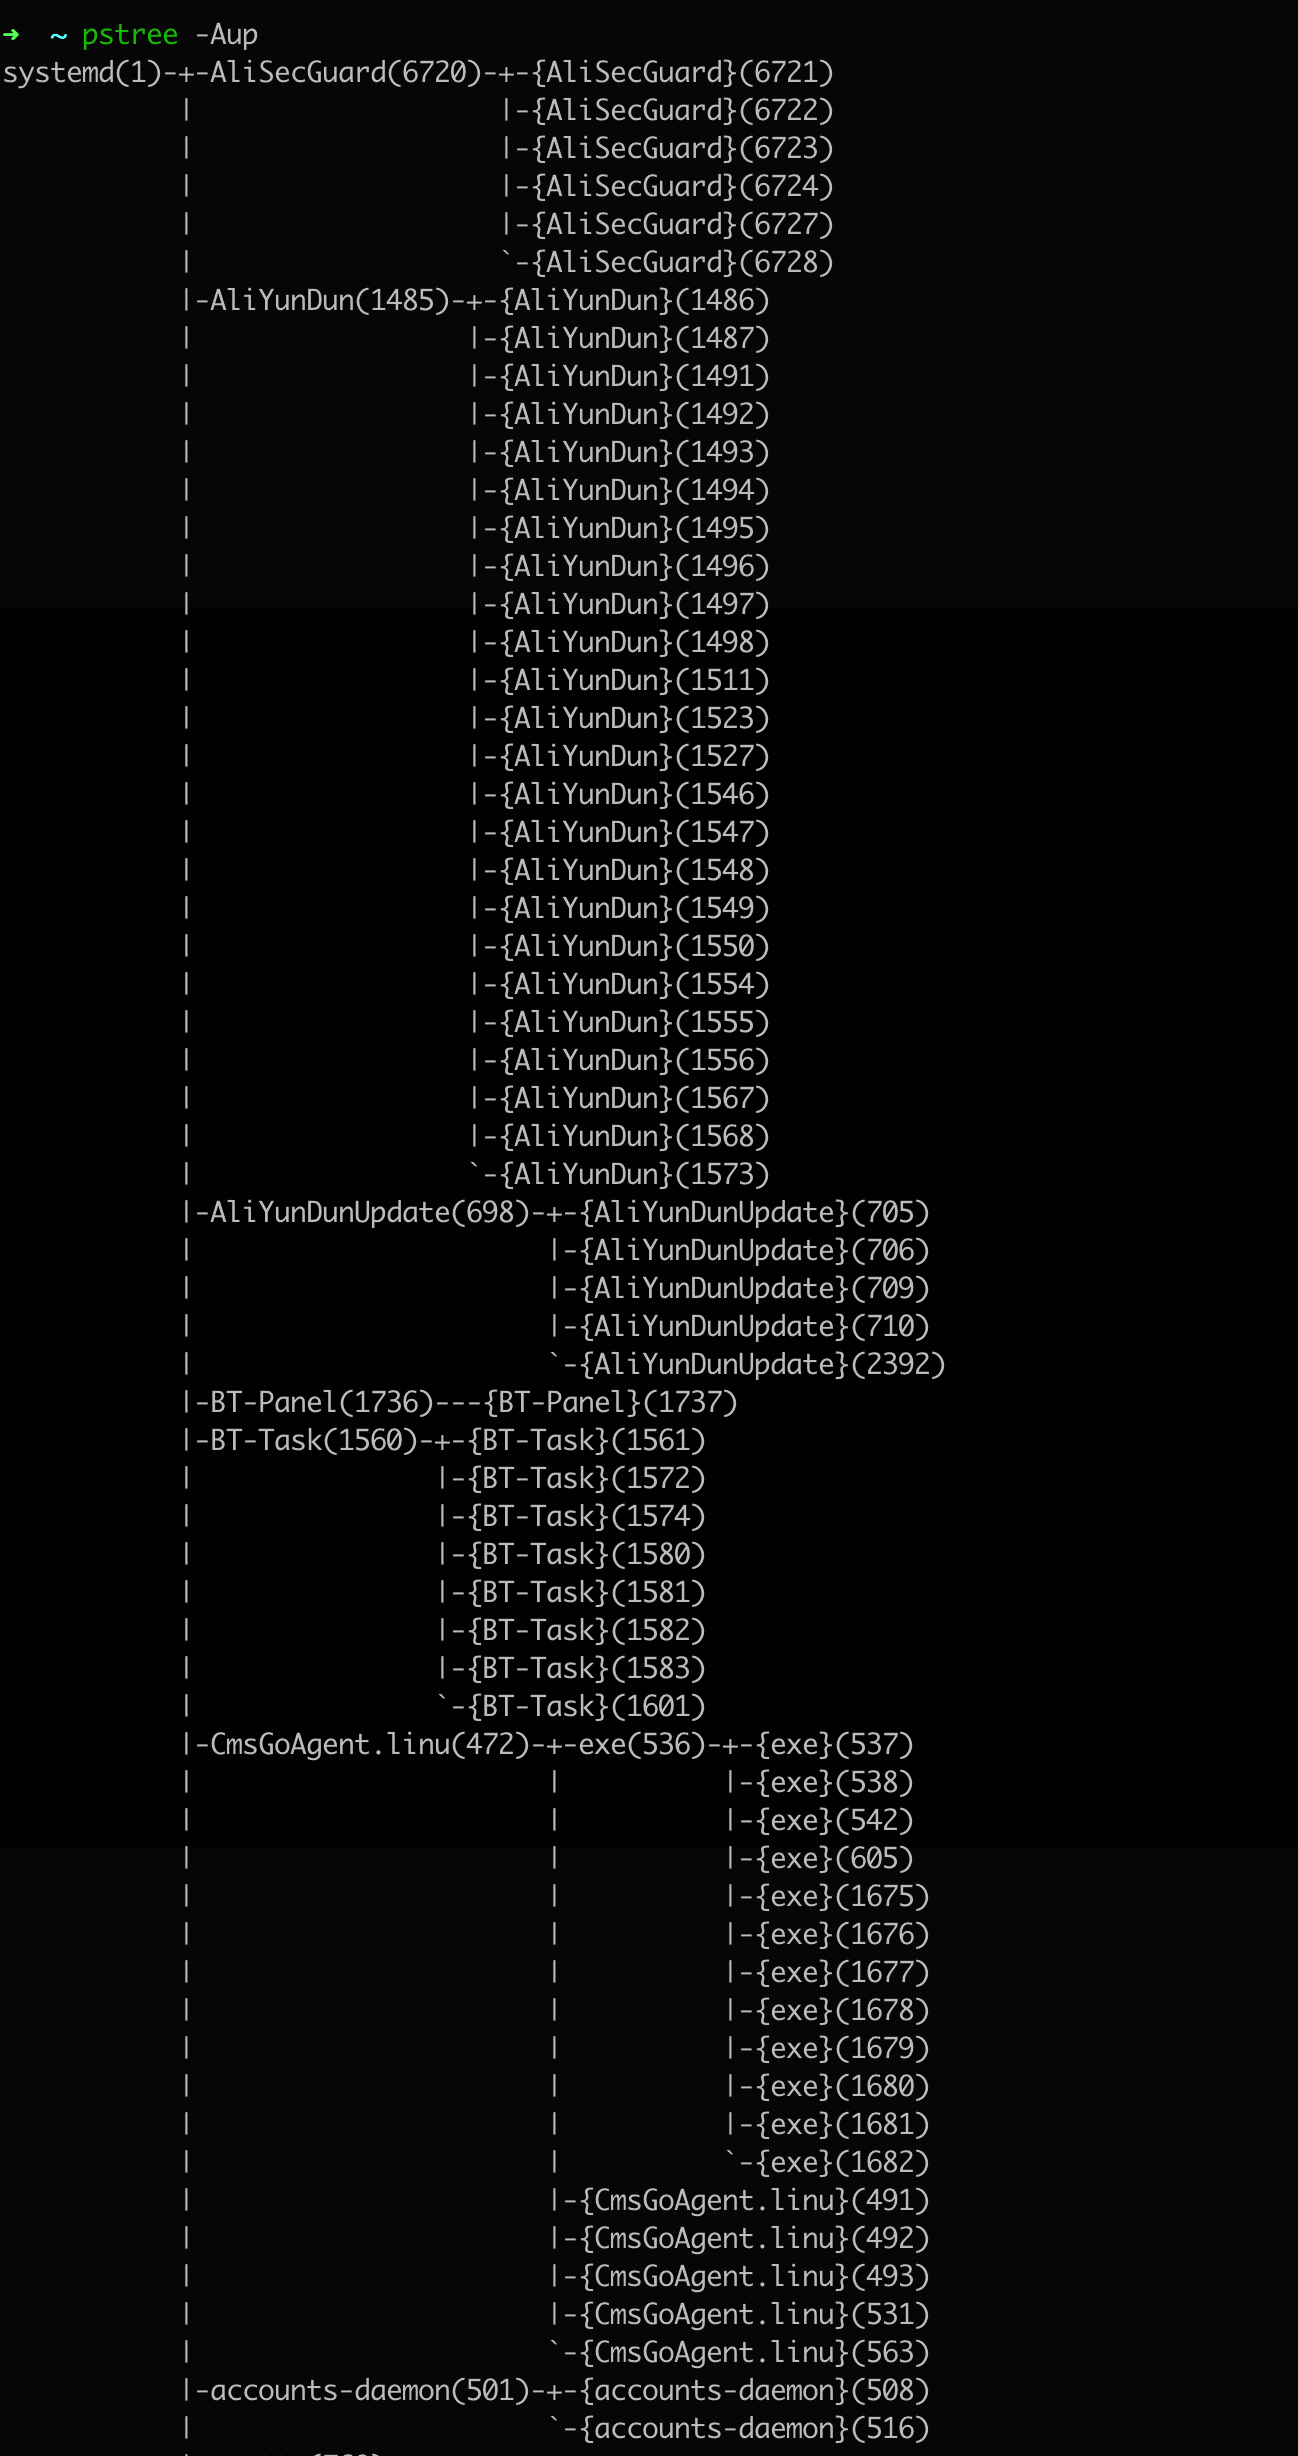 ➜  ~ pstree -Aup
systemd(1)-+-AliSecGuard(6720)-+-{AliSecGuard}(6721)
           |                   |-{AliSecGuard}(6722)
           |                   |-{AliSecGuard}(6723)
           |                   |-{AliSecGuard}(6724)
           |                   |-{AliSecGuard}(6727)
           |                   `-{AliSecGuard}(6728)
           |-AliYunDun(1485)-+-{AliYunDun}(1486)
           |                 |-{AliYunDun}(1487)
           |                 |-{AliYunDun}(1491)
           |                 |-{AliYunDun}(1492)
           |                 |-{AliYunDun}(1493)
           |                 |-{AliYunDun}(1494)
           |                 |-{AliYunDun}(1495)
           |                 |-{AliYunDun}(1496)
           |                 |-{AliYunDun}(1497)
           |                 |-{AliYunDun}(1498)
           |                 |-{AliYunDun}(1511)
           |                 |-{AliYunDun}(1523)
           |                 |-{AliYunDun}(1527)
           |                 |-{AliYunDun}(1546)
           |                 |-{AliYunDun}(1547)
           |                 |-{AliYunDun}(1548)
           |                 |-{AliYunDun}(1549)
           |                 |-{AliYunDun}(1550)
           |                 |-{AliYunDun}(1554)
           |                 |-{AliYunDun}(1555)
           |                 |-{AliYunDun}(1556)
           |                 |-{AliYunDun}(1567)
           |                 |-{AliYunDun}(1568)
           |                 `-{AliYunDun}(1573)
           |-AliYunDunUpdate(698)-+-{AliYunDunUpdate}(705)
           |                      |-{AliYunDunUpdate}(706)
           |                      |-{AliYunDunUpdate}(709)
           |                      |-{AliYunDunUpdate}(710)
           |                      `-{AliYunDunUpdate}(2392)
           |-BT-Panel(1736)---{BT-Panel}(1737)
           |-BT-Task(1560)-+-{BT-Task}(1561)
           |               |-{BT-Task}(1572)
           |               |-{BT-Task}(1574)
           |               |-{BT-Task}(1580)
           |               |-{BT-Task}(1581)
           |               |-{BT-Task}(1582)
           |               |-{BT-Task}(1583)
           |               `-{BT-Task}(1601)
           |-CmsGoAgent.linu(472)-+-exe(536)-+-{exe}(537)
           |                      |          |-{exe}(538)
           |                      |          |-{exe}(542)
           |                      |          |-{exe}(605)
           |                      |          |-{exe}(1675)
           |                      |          |-{exe}(1676)
           |                      |          |-{exe}(1677)
           |                      |          |-{exe}(1678)
           |                      |          |-{exe}(1679)
           |                      |          |-{exe}(1680)
           |                      |          |-{exe}(1681)
           |                      |          `-{exe}(1682)
           |                      |-{CmsGoAgent.linu}(491)
           |                      |-{CmsGoAgent.linu}(492)
           |                      |-{CmsGoAgent.linu}(493)
           |                      |-{CmsGoAgent.linu}(531)
           |                      `-{CmsGoAgent.linu}(563)
           |-accounts-daemon(501)-+-{accounts-daemon}(508)
           |                      `-{accounts-daemon}(516)